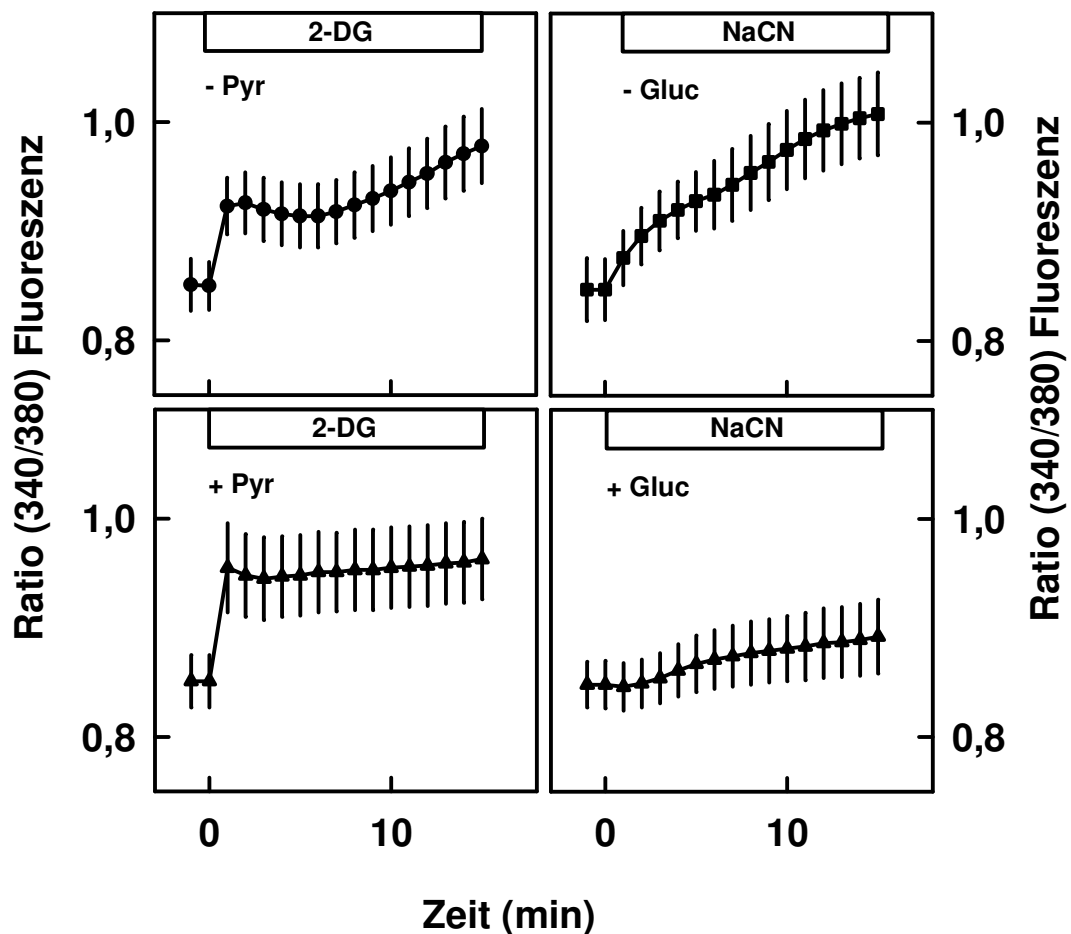 2-DG
NaCN
- Pyr
- Gluc
1,0
1,0
0,8
0,8
Ratio (340/380) Fluoreszenz
Ratio (340/380) Fluoreszenz
2-DG
NaCN
+ Pyr
+ Gluc
1,0
1,0
0,8
0,8
0
10
0
10
Zeit (min)